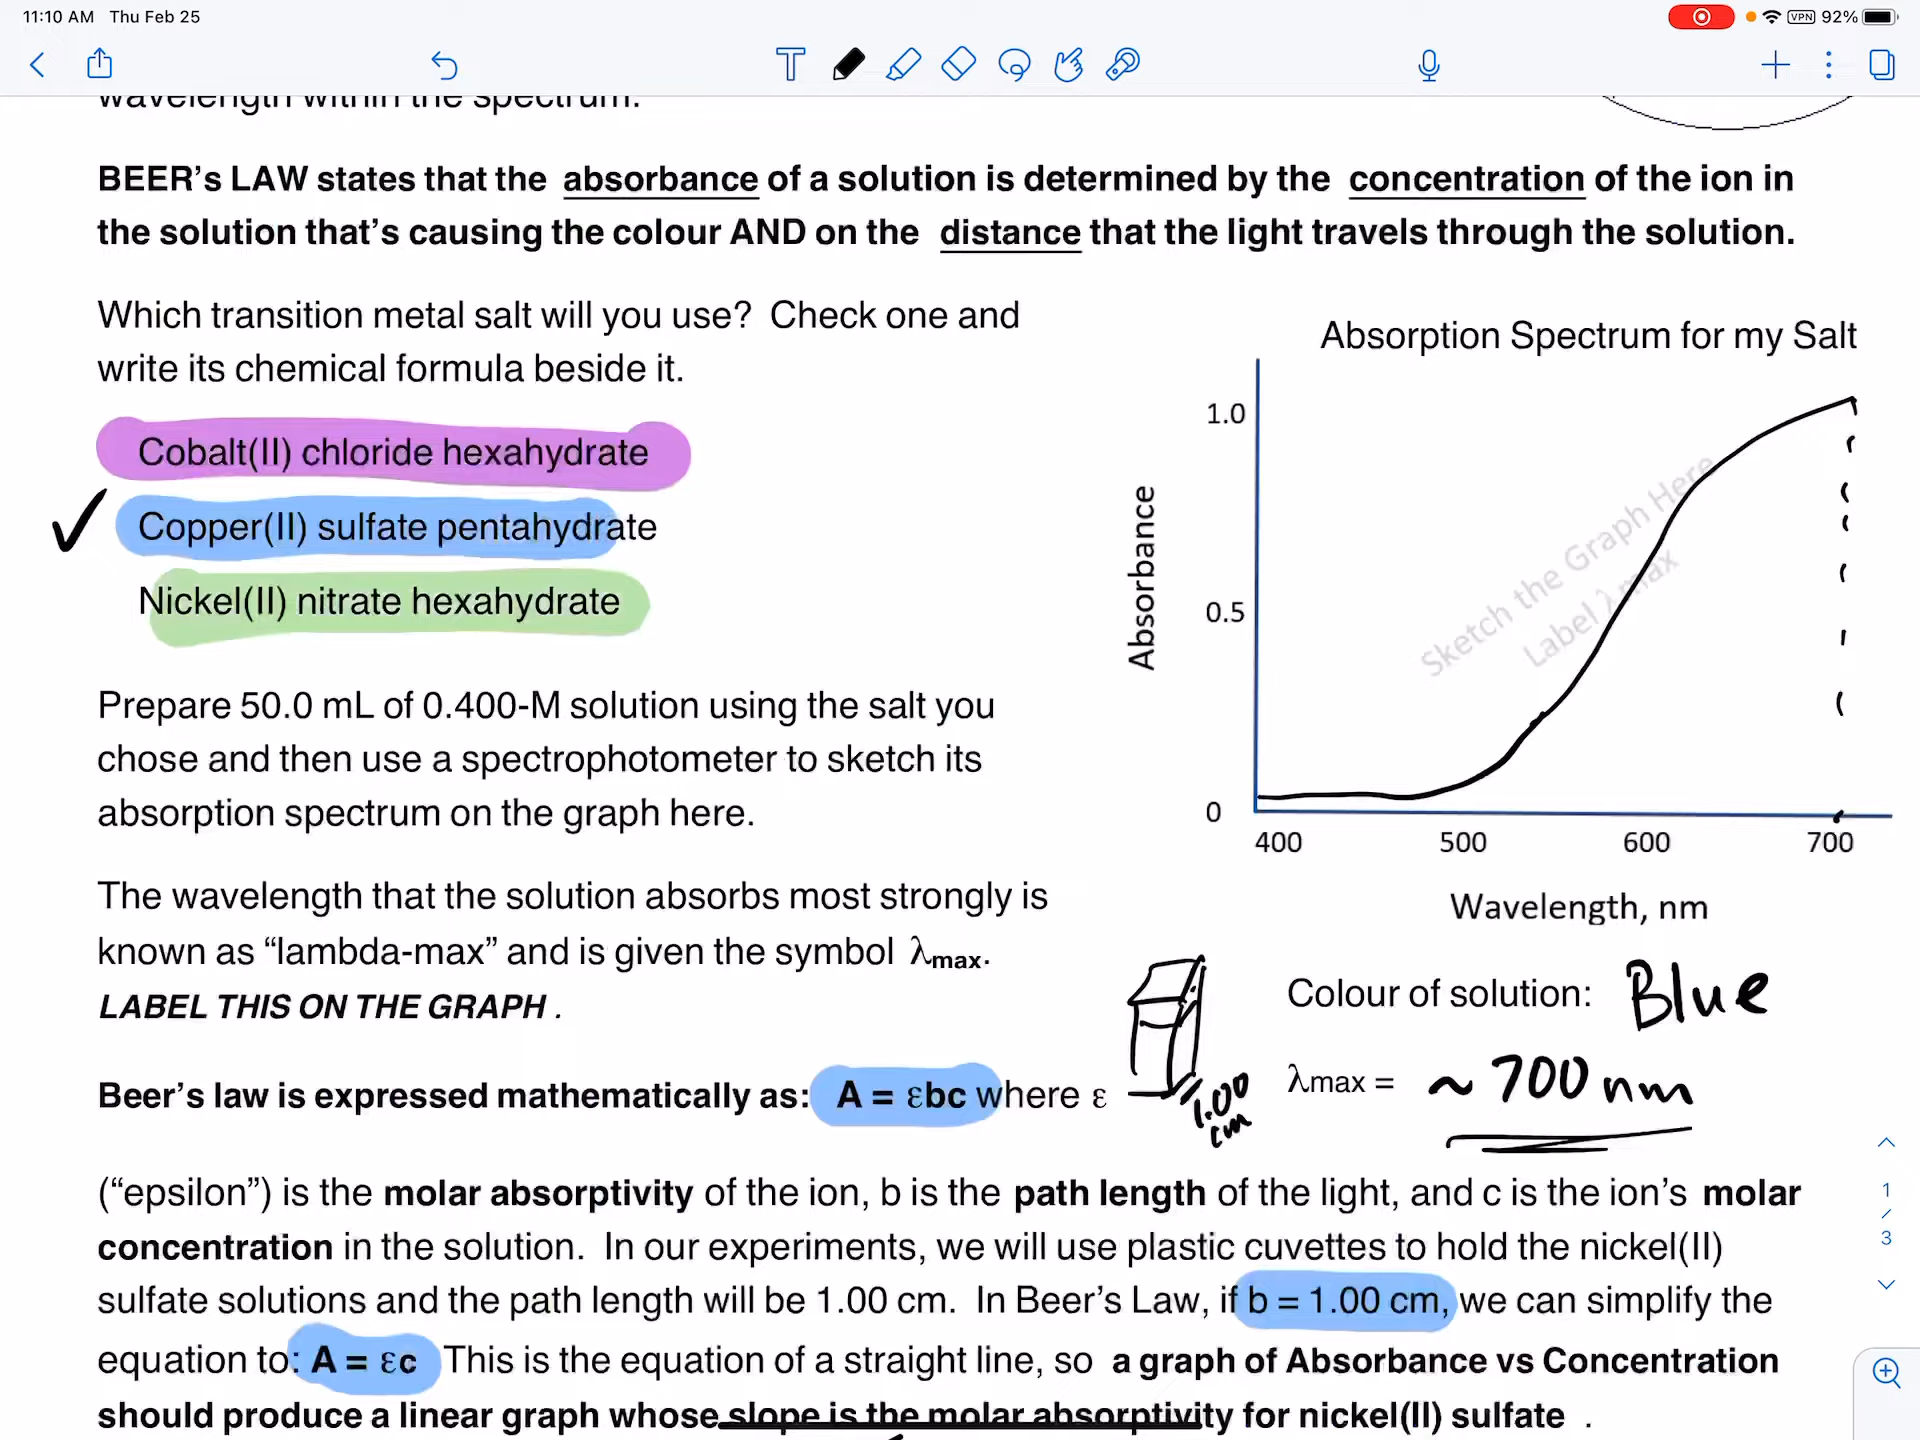 11:10 AM Thu Feb 25
VPN 92%
wavelength within the spectrum.
BEER’s LAW states that the absorbance of a solution is determined by the concentration of the ion in
the solution that’s causing the colour AND on the distance that the light travels through the solution.
Which transition metal salt will you use? Check one and
write its chemical formula beside it.
Cobalt(II) chloride hexahydrate
Copper(II) sulfate pentahydrate
Nickel(II) nitrate hexahydrate
Prepare 50.0 mL of 0.400-M solution using the salt you
chose and then use a spectrophotometer to sketch its
absorption spectrum on the graph here.
The wavelength that the solution absorbs most strongly is
known as “lambda-max” and is given the symbol λmax.
LABEL THIS ON THE GRAPH .
Absorption Spectrum for my Salt
Absorbance
1.0
0.5
0
Sketch the Graph Here
Label λ max
400 500 600 700
Wavelength, nm
Colour of solution: Blue
λmax = ~ 700 nm
1.00
cm
Beer’s law is expressed mathematically as: A = εbc where ε
(“epsilon”) is the molar absorptivity of the ion, b is the path length of the light, and c is the ion’s molar
concentration in the solution. In our experiments, we will use plastic cuvettes to hold the nickel(II)
sulfate solutions and the path length will be 1.00 cm. In Beer’s Law, if b = 1.00 cm, we can simplify the
equation to: A = εc This is the equation of a straight line, so a graph of Absorbance vs Concentration
should produce a linear graph whose slope is the molar absorptivity for nickel(II) sulfate .
1
/
3